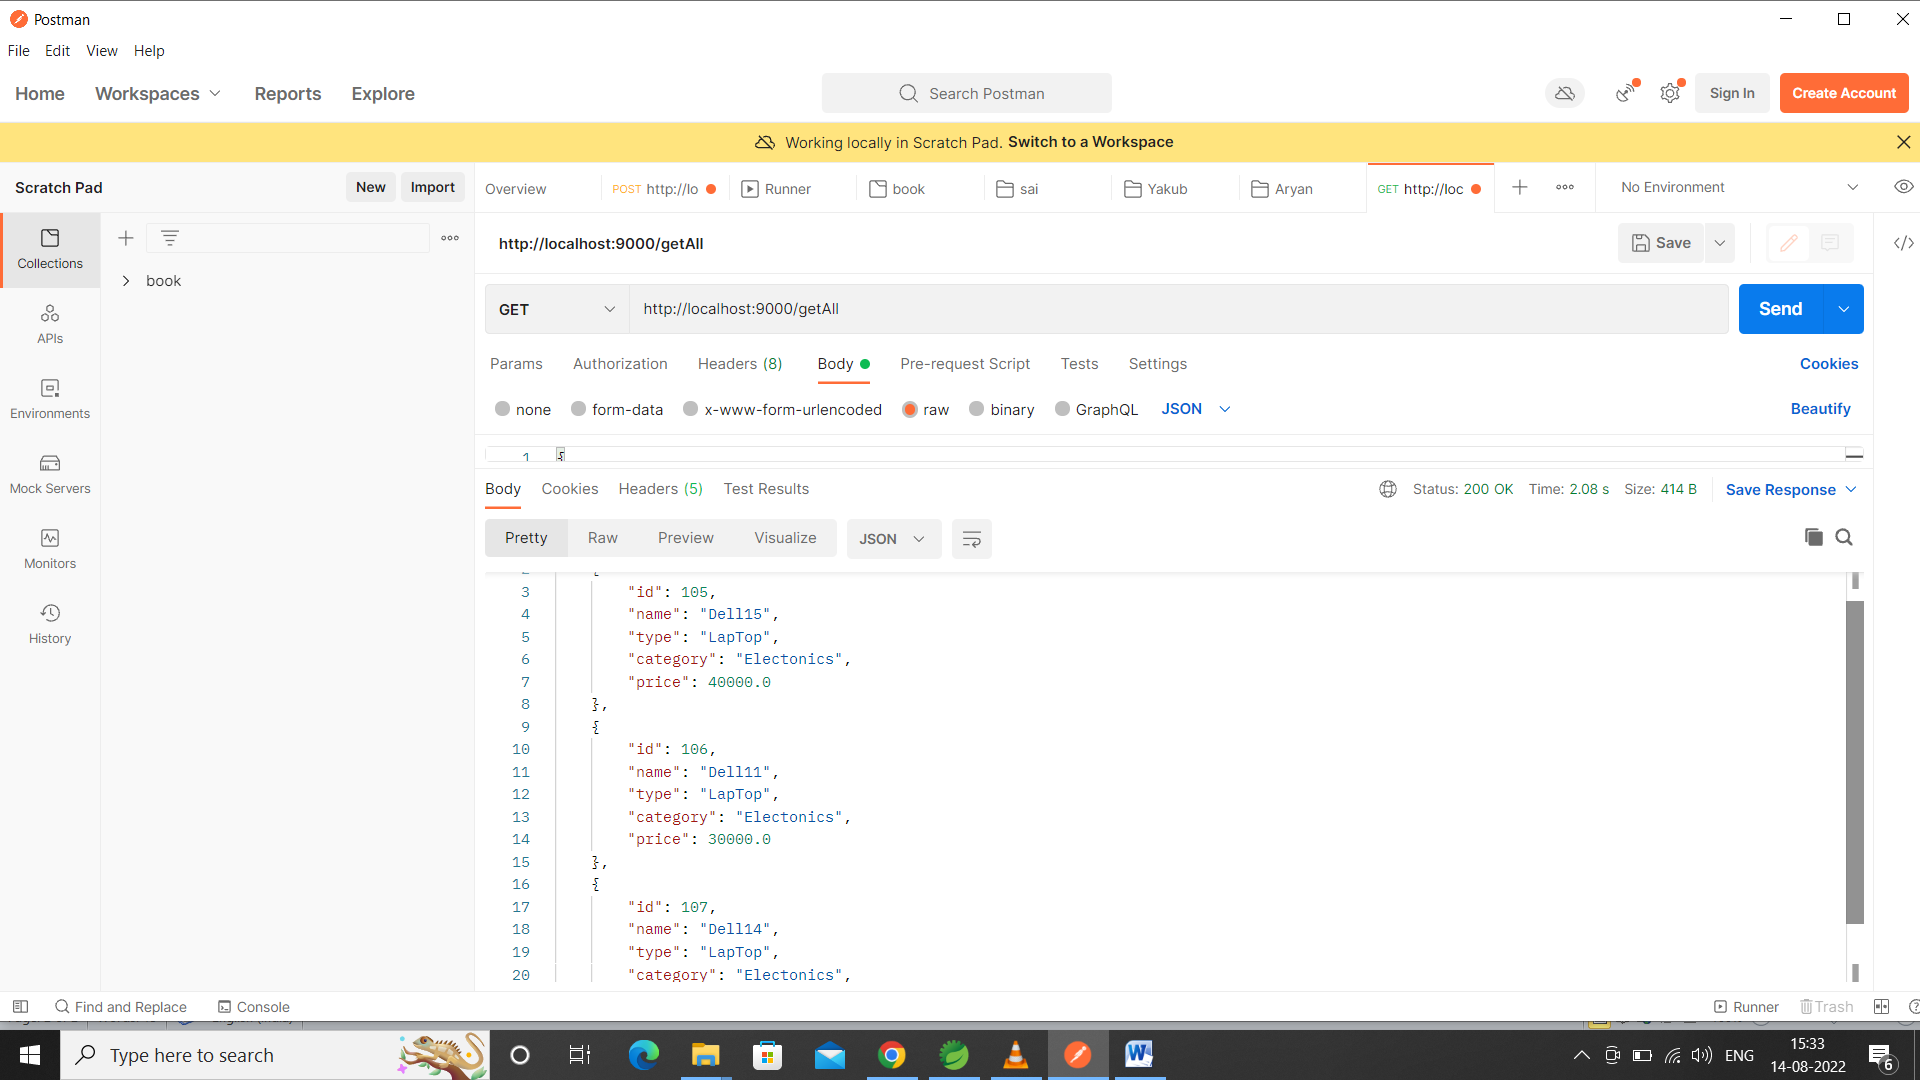 Postman
File Edit View Help
Home Workspaces Reports Explore Search Postman Sign In Create Account
Working locally in Scratch Pad. Switch to a Workspace
Scratch Pad New Import Overview POST http://lo Runner book sai Yakub Aryan GET http://loc No Environment
http://localhost:9000/getAll Save
Collections
book
GET http://localhost:9000/getAll Send
APIs
Params Authorization Headers (8) Body Pre-request Script Tests Settings Cookies
Environments
none form-data x-www-form-urlencoded raw binary GraphQL JSON Beautify
1 {
Mock Servers
Body Cookies Headers (5) Test Results Status: 200 OK Time: 2.08 s Size: 414 B Save Response
Pretty Raw Preview Visualize JSON
Monitors
3 "id": 105,
4 "name": "Dell15",
5 "type": "LapTop",
History
6 "category": "Electonics",
7 "price": 40000.0
8 },
9 {
10 "id": 106,
11 "name": "Dell11",
12 "type": "LapTop",
13 "category": "Electonics",
14 "price": 30000.0
15 },
16 {
17 "id": 107,
18 "name": "Dell14",
19 "type": "LapTop",
20 "category": "Electonics",
Find and Replace Console Runner Trash
Type here to search ENG
15:33
14-08-2022
6